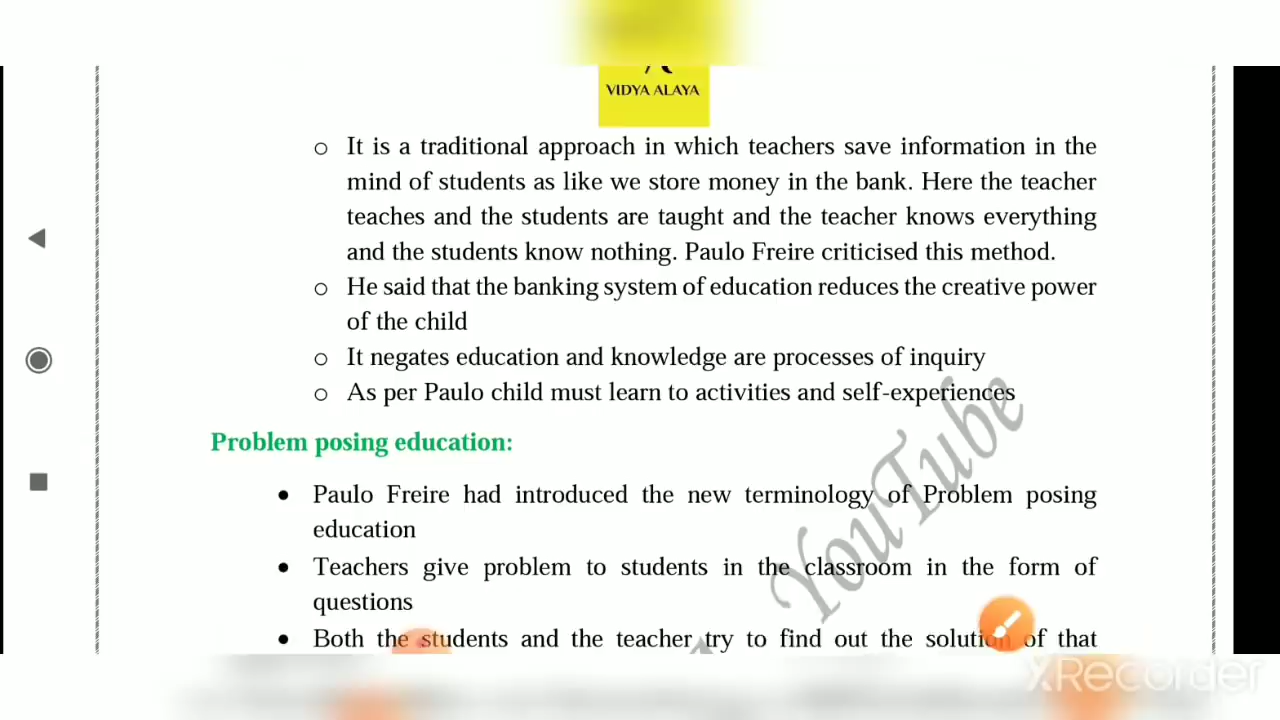 VIDYA ALAYA
o It is a traditional approach in which teachers save information in the
mind of students as like we store money in the bank. Here the teacher
teaches and the students are taught and the teacher knows everything
and the students know nothing. Paulo Freire criticised this method.
o He said that the banking system of education reduces the creative power
of the child
o It negates education and knowledge are processes of inquiry
o As per Paulo child must learn to activities and self-experiences
Problem posing education:
• Paulo Freire had introduced the new terminology of Problem posing
education
• Teachers give problem to students in the classroom in the form of
questions
• Both the students and the teacher try to find out the solution of that
YouTube
XRecorder